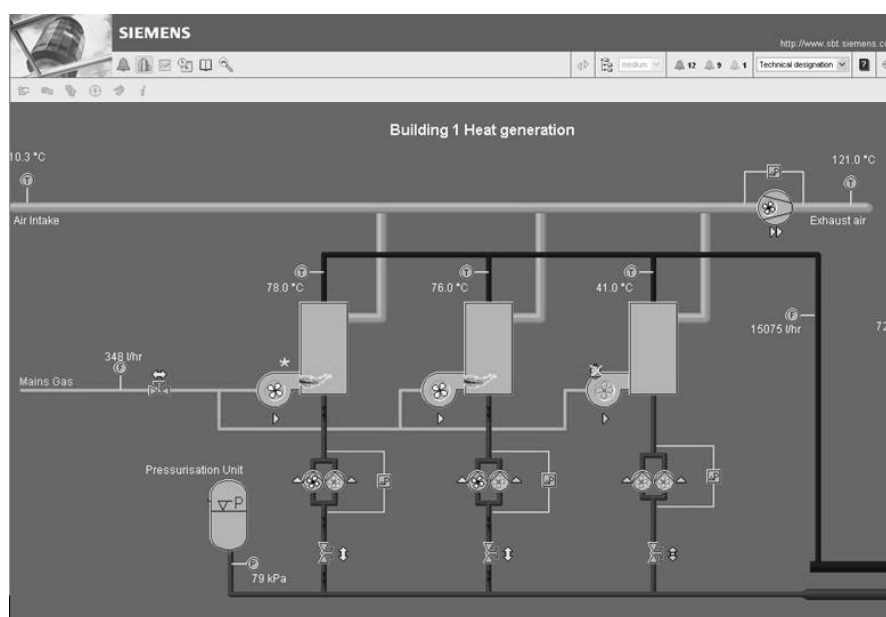 SIEMENS
http://www.sbt.siemens.c
medium
12
9
1
Technical designation
?
i
Building 1 Heat generation
10.3 °C
121.0 °C
T
T
P
Air Intake
Exhaust air
T
T
T
78.0 °C
76.0 °C
41.0 °C
F
15075 l/hr
72
348 l/hr
F
Mains Gas
Pressurisation Unit
P
P
P
P
P
79 kPa